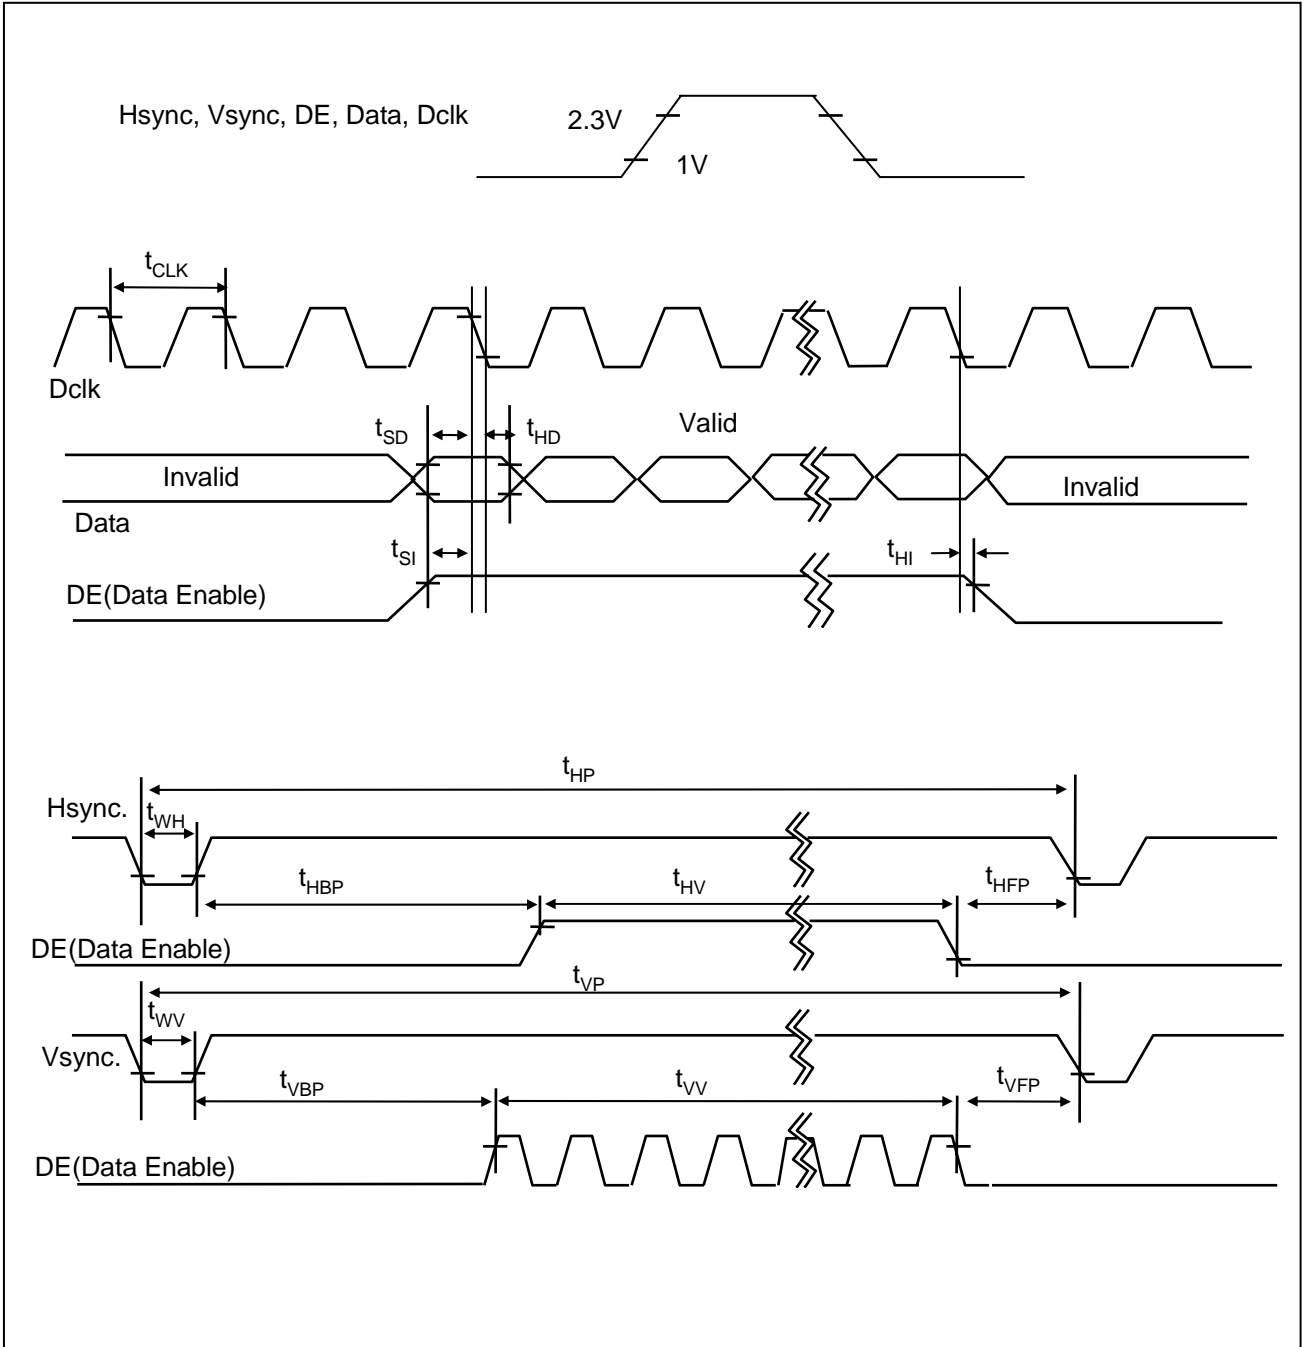 Hsync, Vsync, DE, Data, Dclk
2.3V
1V
tCLK
Dclk
tSD
tHD
Valid
Invalid
Invalid
Data
tSI
tHI
DE(Data Enable)
tHP
Hsync.
tWH
tHBP
tHV
tHFP
DE(Data Enable)
tVP
tWV
Vsync.
tVBP
tVV
tVFP
DE(Data Enable)